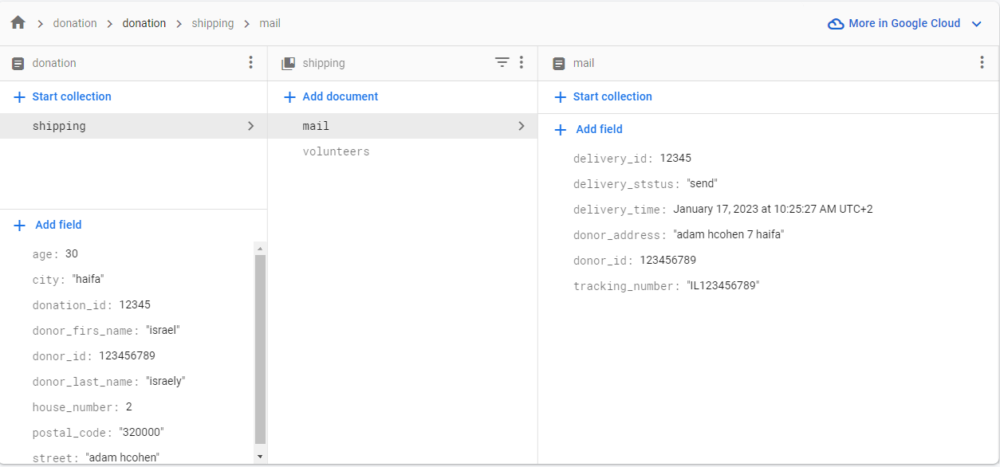 donation > donation > shipping > mail More in Google Cloud
donation
Start collection
shipping
Add field
age: 30
city: "haifa"
donation_id: 12345
donor_firs_name: "israel"
donor_id: 123456789
donor_last_name: "israely"
house_number: 2
postal_code: "320000"
street: "adam hcohen"
shipping
Add document
mail
volunteers
mail
Start collection
Add field
delivery_id: 12345
delivery_ststus: "send"
delivery_time: January 17, 2023 at 10:25:27 AM UTC+2
donor_address: "adam hcohen 7 haifa"
donor_id: 123456789
tracking_number: "IL123456789"